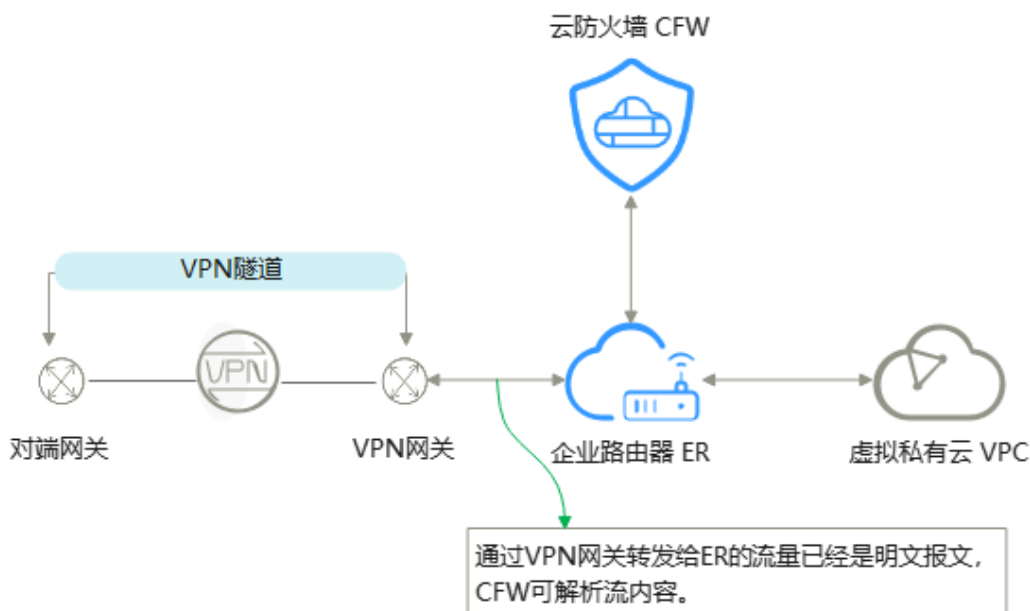 云防火墙 CFW
VPN隧道
VPN
对端网关
VPN网关
企业路由器 ER
虚拟私有云 VPC
通过VPN网关转发给ER的流量已经是明文报文，
CFW可解析流内容。